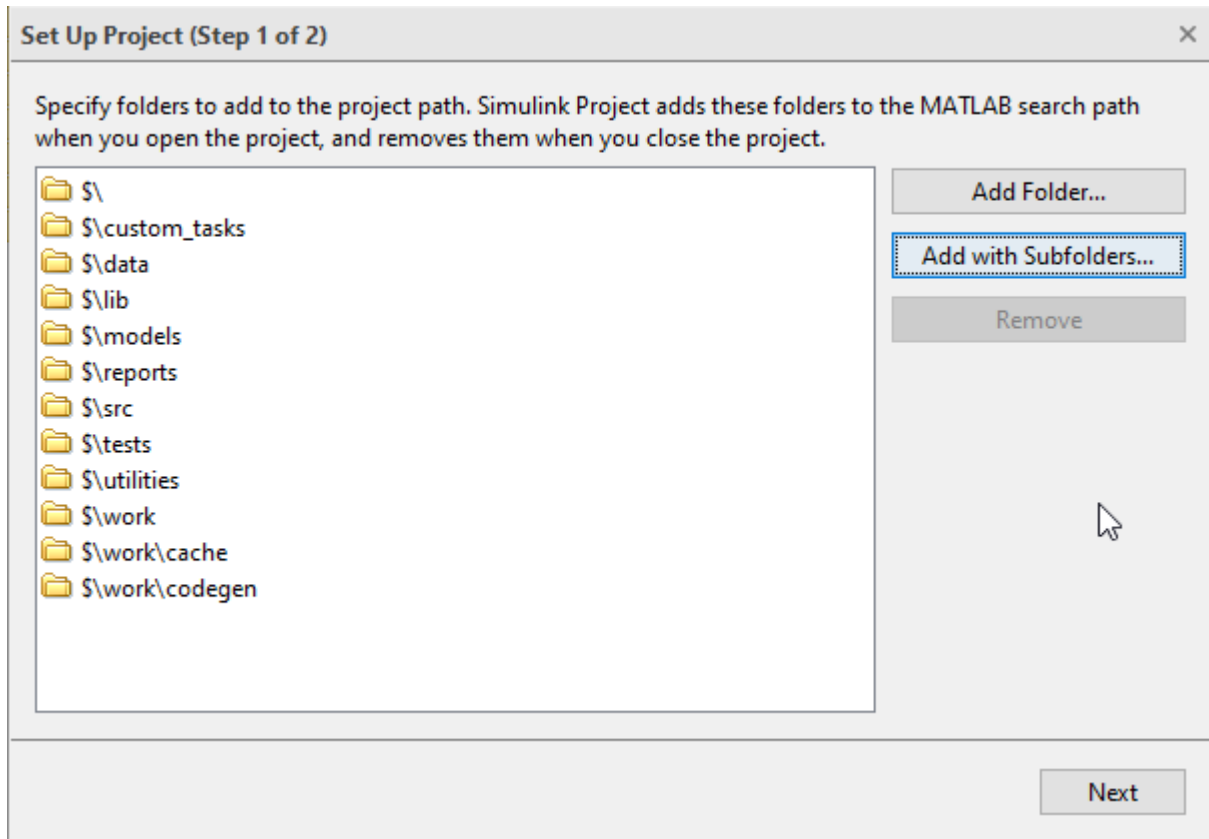 Set Up Project (Step 1 of 2)
Specify folders to add to the project path. Simulink Project adds these folders to the MATLAB search path
when you open the project, and removes them when you close the project.
$\
$\custom_tasks
$\data
$\lib
$\models
$\reports
$\src
$\tests
$\utilities
$\work
$\work\cache
$\work\codegen
Add Folder...
Add with Subfolders...
Remove
Next